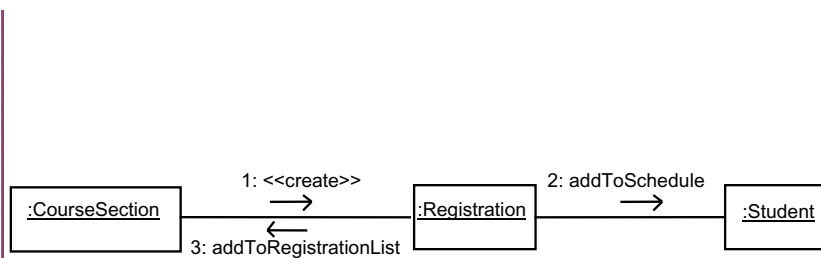 1: <<create>>
2: addToSchedule
:CourseSection
:Registration
:Student
3: addToRegistrationList